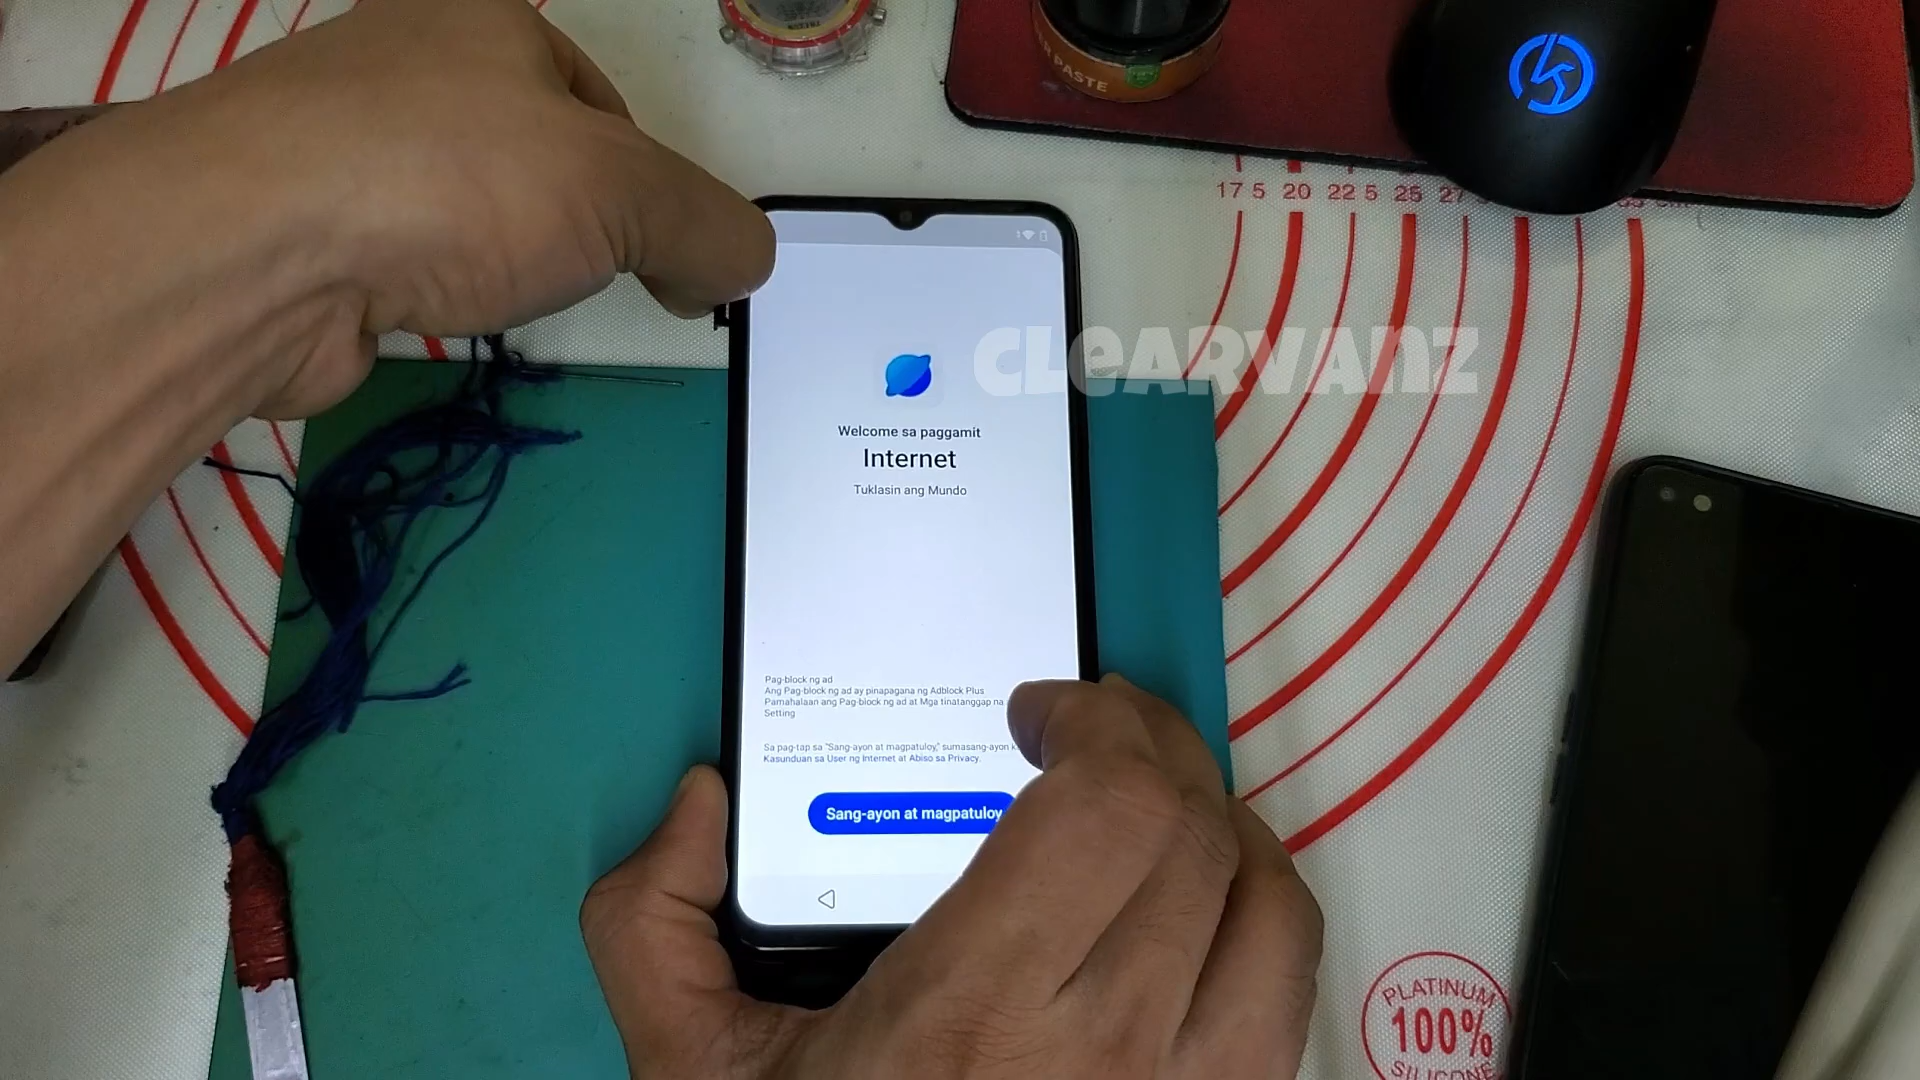 PASTE
17 5 20 22 5 25 27
CLEARVANZ
Welcome sa paggamit
Internet
Tuklasin ang Mundo
Pag-block ng ad
Ang Pag-block ng ad ay pinapagana ng Adblock Plus
Pamahalaan ang Pag-block ng ad at Mga tinatanggap na
Setting
Sa pag-tap sa "Sang-ayon at magpatuloy," sumasang-ayon
Kasunduan sa User ng Internet at Abiso sa Privacy.
Sang-ayon at magpatuloy
PLATINUM
100%
SILICONE